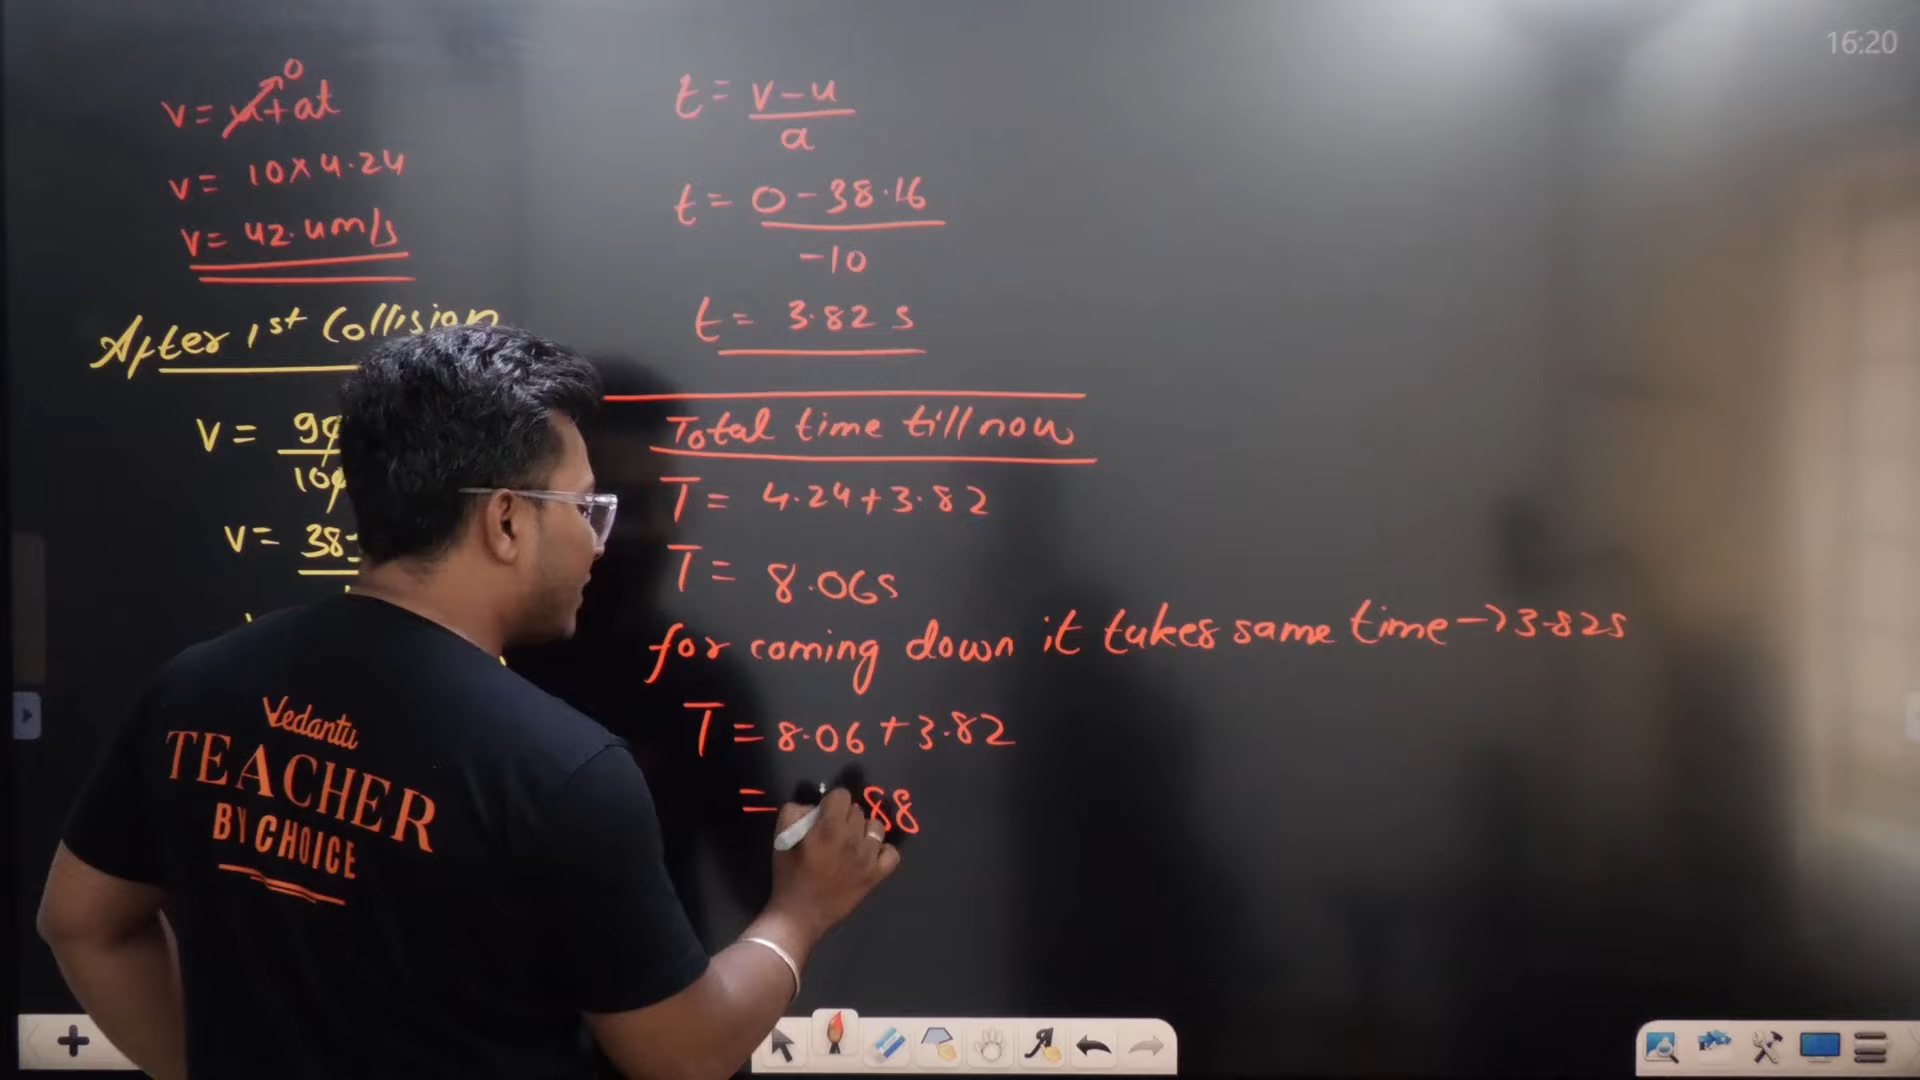 16:20
v = u + at
0
v = 10 x 4.24
v = 42.4 m/s
After 1st Collision
v = 90
100
v = 38
t = v - u
a
t = 0 - 38.16
-10
t = 3.82 s
Total time till now
T = 4.24 + 3.82
T = 8.06s
for coming down it takes same time → 3.82s
T = 8.06 + 3.82
= 88
Vedantu
TEACHER
BY CHOICE